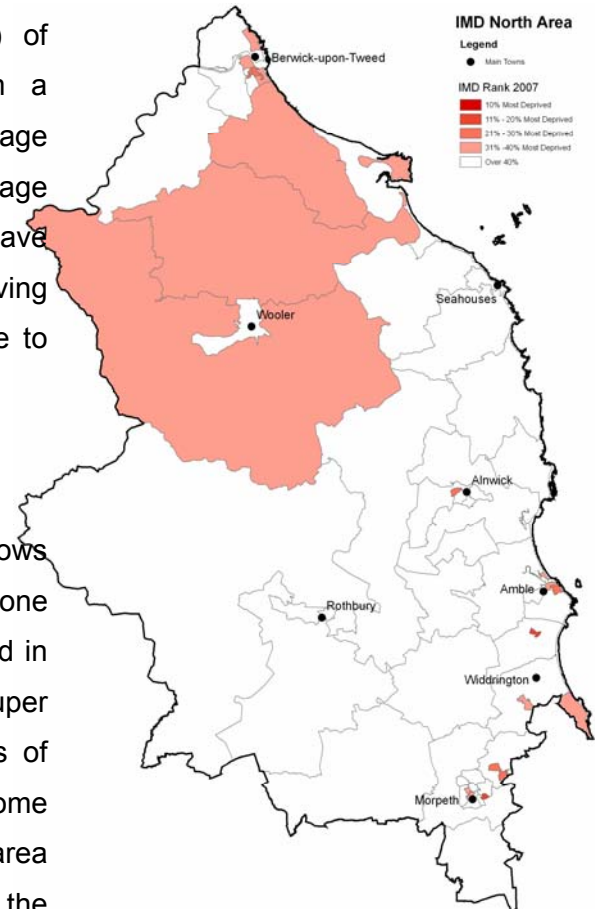 ) of
n a
age
age
ave
ving
e to
ows
one
d in
uper
s of
ome
area
the
IMD North Area
Legend
Main Towns
IMD Rank 2007
10% Most Deprived
11% - 20% Most Deprived
21% - 30% Most Deprived
31% -40% Most Deprived
Over 40%
Berwick-upon-Tweed
Seahouses
Wooler
Alnwick
Amble
Rothbury
Widdrington
Morpeth